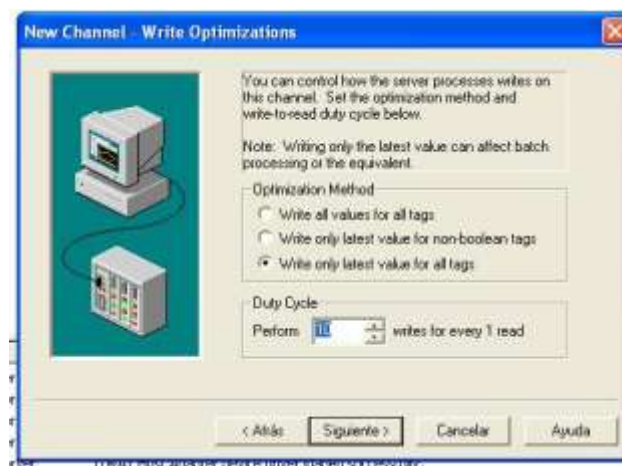 New Channel - Write Optimizations
You can control how the server processes writes on
this channel. Set the optimization method and
write-to-read duty cycle below.
Note: Writing only the latest value can affect batch
processing or the equivalent.
Optimization Method
Write all values for all tags
Write only latest value for non-boolean tags
Write only latest value for all tags
Duty Cycle
Perform 10 writes for every 1 read
< Atrás Siguiente > Cancelar Ayuda